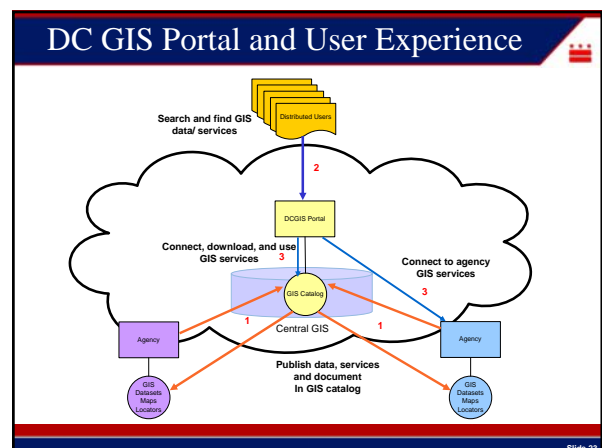 DC GIS Portal and User Experience
Search and find GIS
data/ services
Distributed Users
2
DCGIS Portal
Connect, download, and use
GIS services
3
Connect to agency
GIS services
3
GIS Catalog
Central GIS
1
1
Agency
Agency
Publish data, services
and document
In GIS catalog
GIS
Datasets
Maps
Locators
GIS
Datasets
Maps
Locators
Slide 23